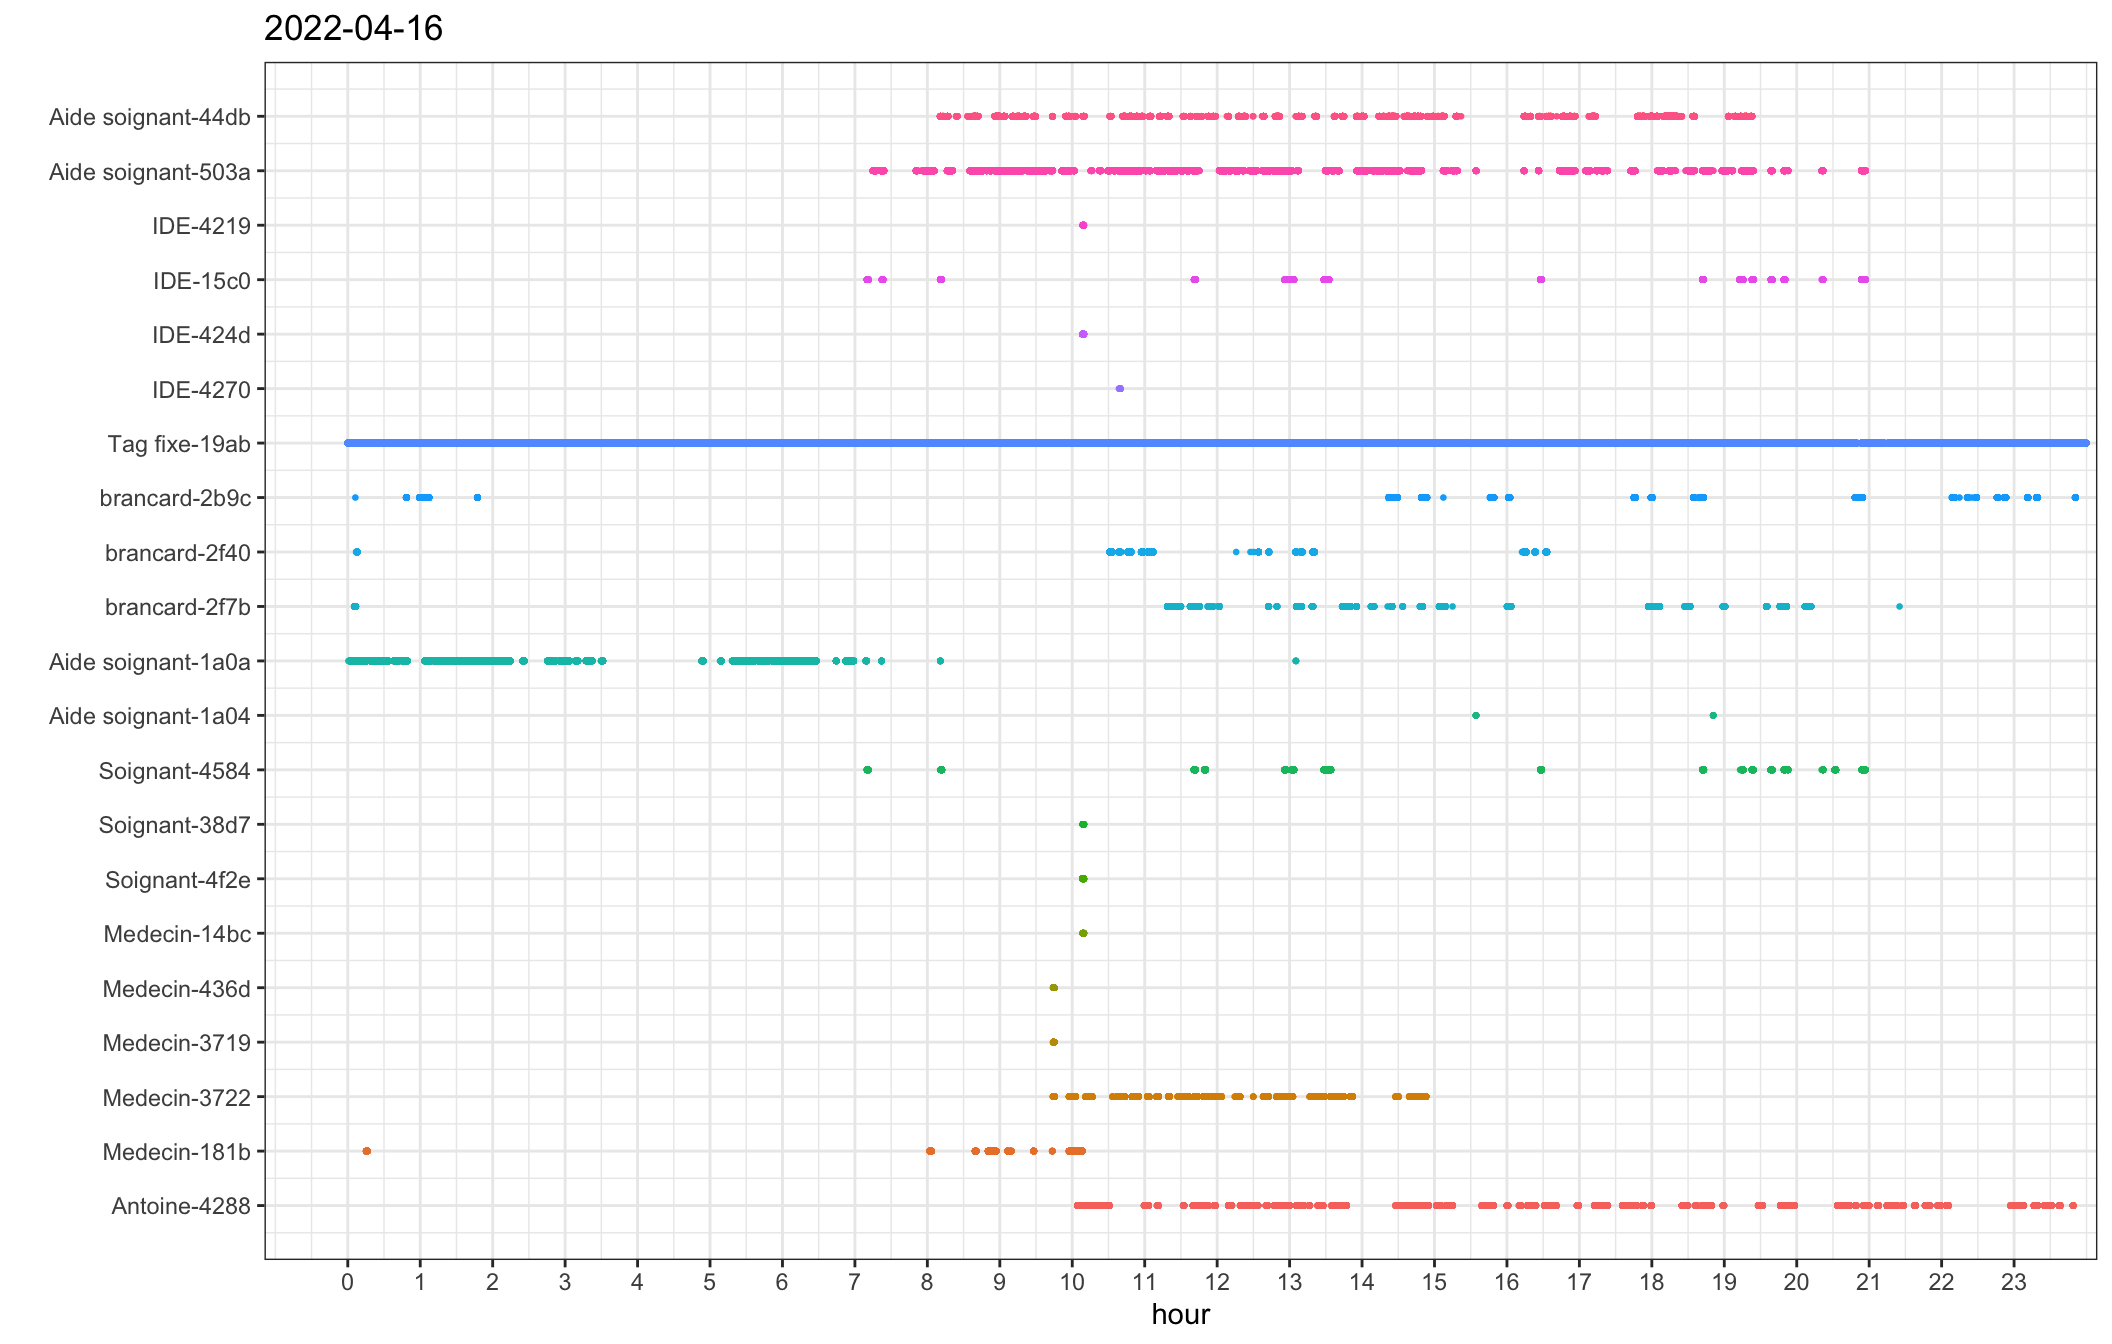 2022-04-16
Aide soignant-44db
Aide soignant-503a
IDE-4219
IDE-15c0
IDE-424d
IDE-4270
Tag fixe-19ab
brancard-2b9c
brancard-2f40
brancard-2f7b
Aide soignant-1a0a
Aide soignant-1a04
Soignant-4584
Soignant-38d7
Soignant-4f2e
Medecin-14bc
Medecin-436d
Medecin-3719
Medecin-3722
Medecin-181b
Antoine-4288
0 1 2 3 4 5 6 7 8 9 10 11 12 13 14 15 16 17 18 19 20 21 22 23
hour